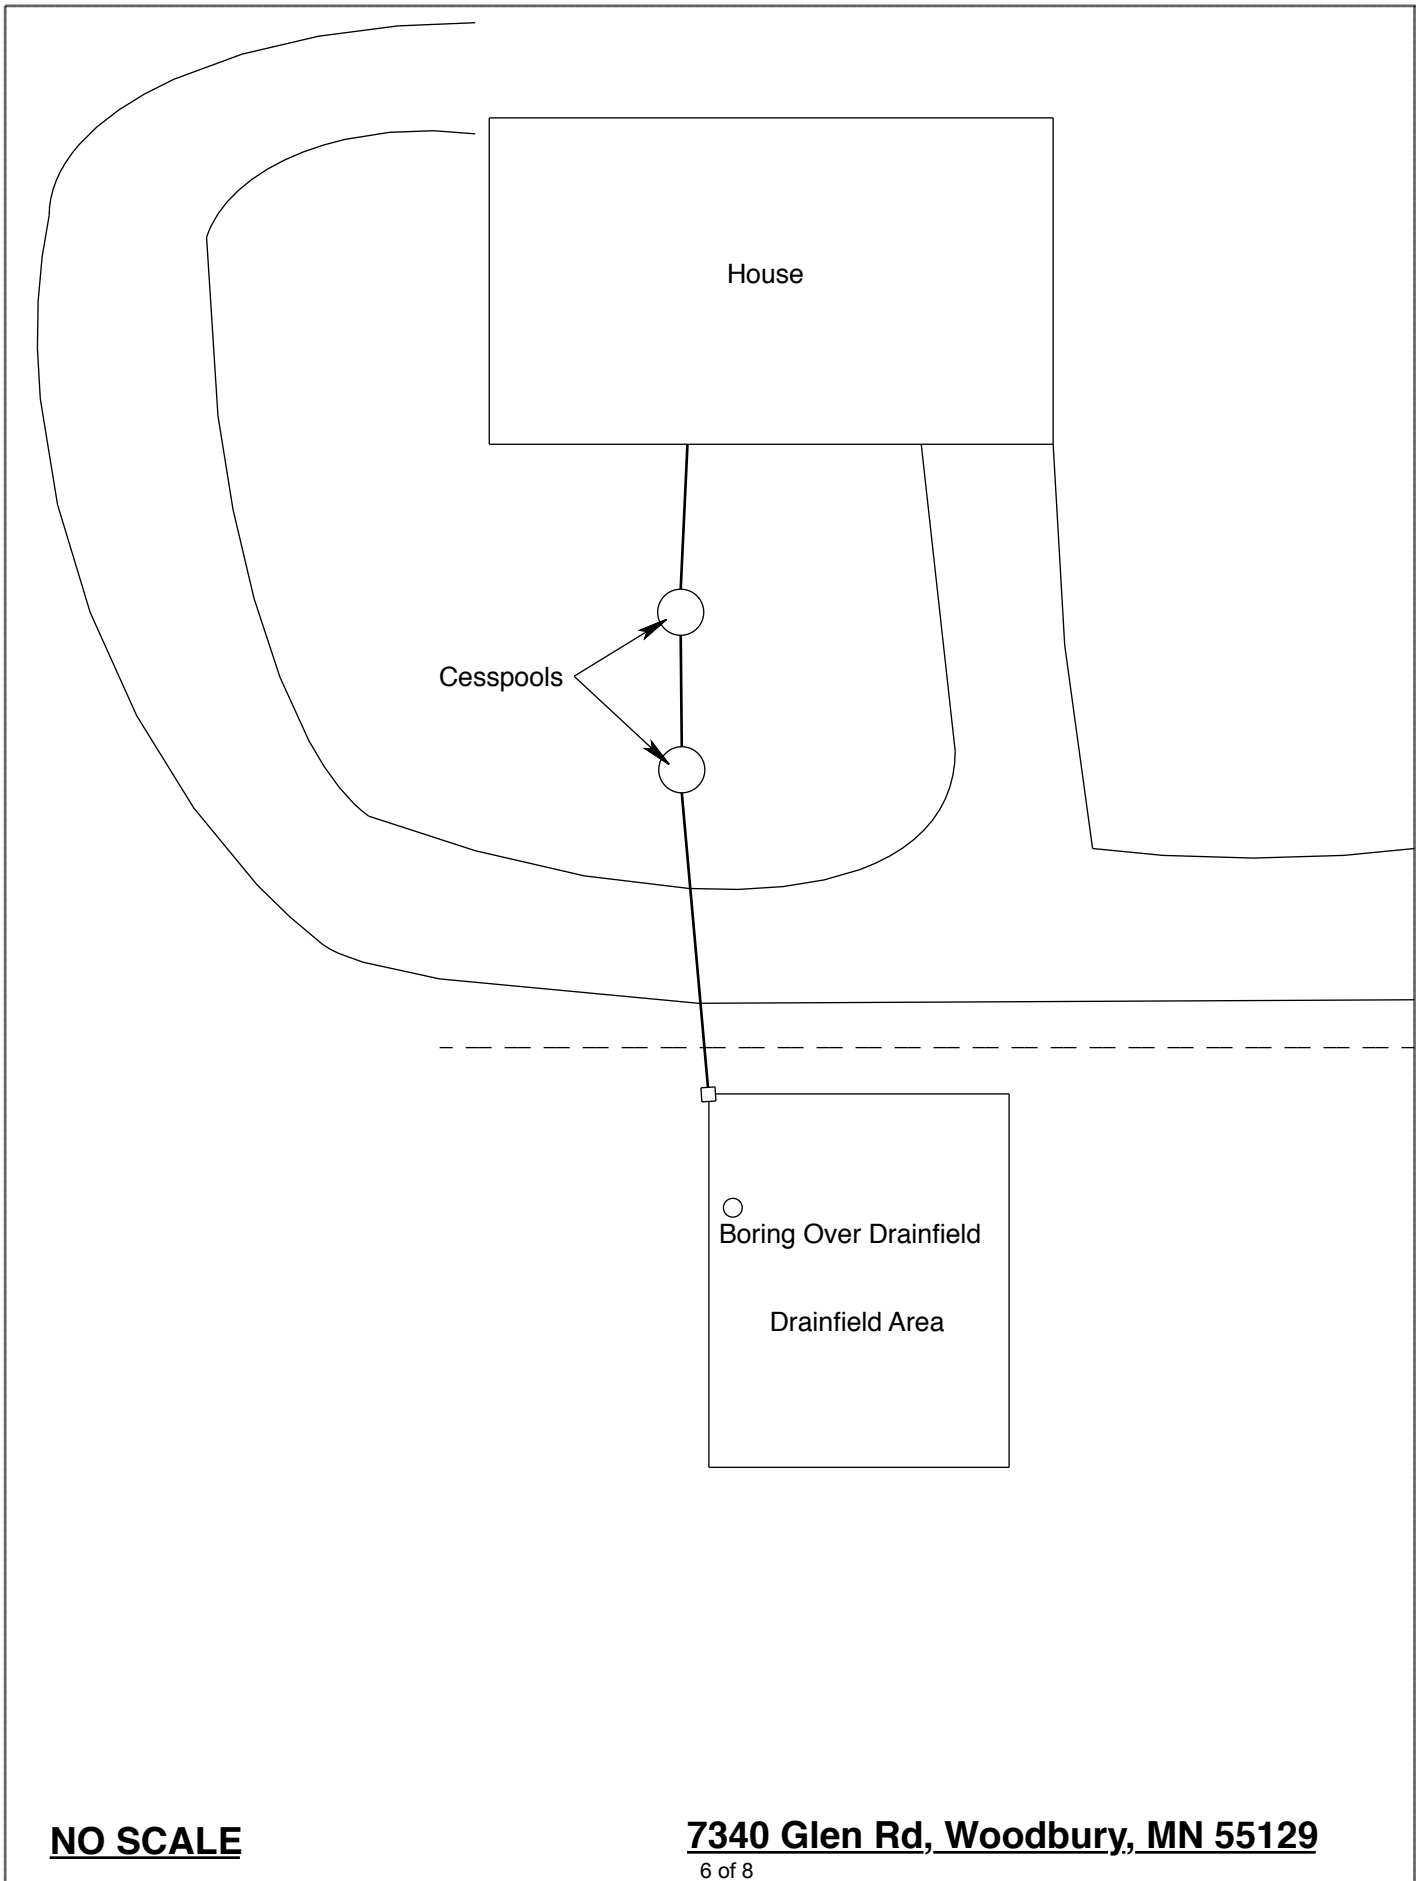 House
Cesspools
Boring Over Drainfield
Drainfield Area
NO SCALE
7340 Glen Rd, Woodbury, MN 55129
6 of 8